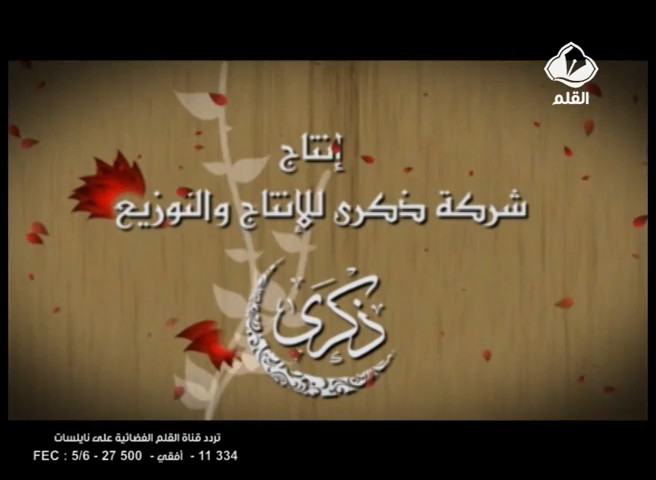 القلم
إنتاج
شركة ذكرى للإنتاج والتوزيع
ذكرى
تردد قناة القلم الفضائية على نايلسات
11 334 - أفقي - 27 500 - FEC : 5/6